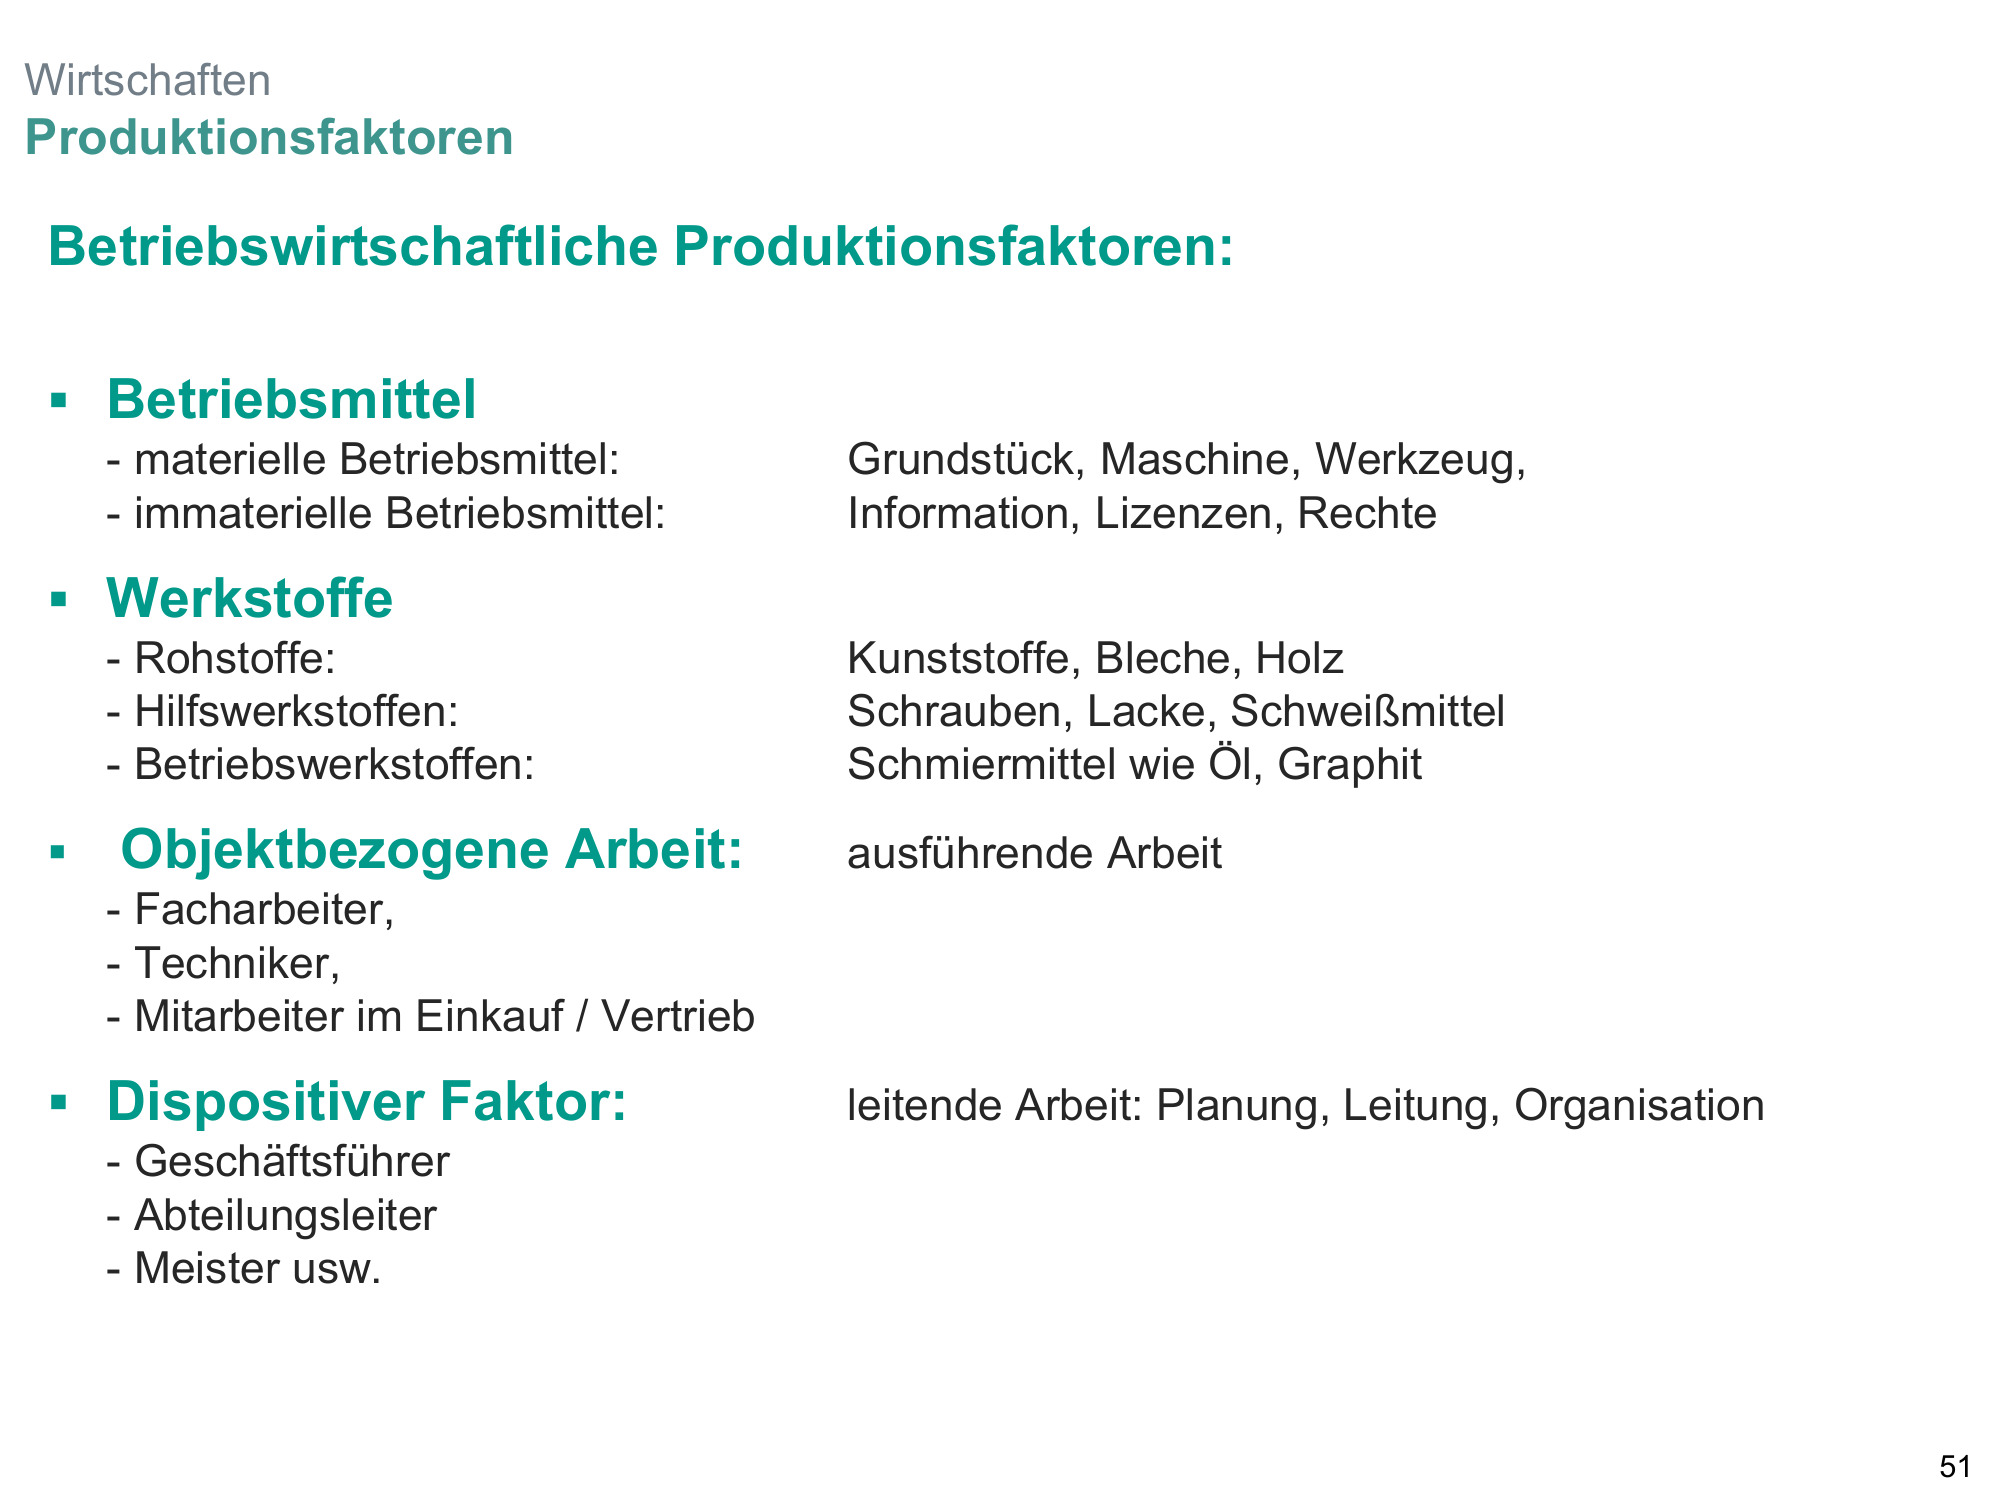 Wirtschaften
Produktionsfaktoren
Betriebswirtschaftliche Produktionsfaktoren:
▪ Betriebsmittel
- materielle Betriebsmittel: Grundstück, Maschine, Werkzeug,
- immaterielle Betriebsmittel: Information, Lizenzen, Rechte
▪ Werkstoffe
- Rohstoffe: Kunststoffe, Bleche, Holz
- Hilfswerkstoffen: Schrauben, Lacke, Schweißmittel
- Betriebswerkstoffen: Schmiermittel wie Öl, Graphit
▪ Objektbezogene Arbeit: ausführende Arbeit
- Facharbeiter,
- Techniker,
- Mitarbeiter im Einkauf / Vertrieb
▪ Dispositiver Faktor: leitende Arbeit: Planung, Leitung, Organisation
- Geschäftsführer
- Abteilungsleiter
- Meister usw.
51